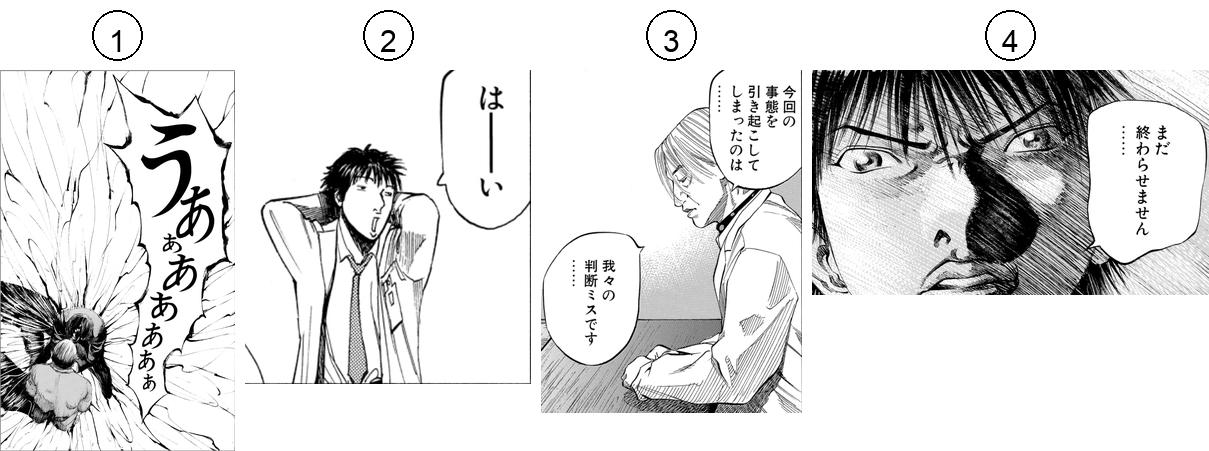 1
うあぁあぁあぁぁ
2
はーーい
3
今回の
事態を
引き起こして
しまったのは
……
我々の
判断ミスです
……
4
まだ
終わらせません
……